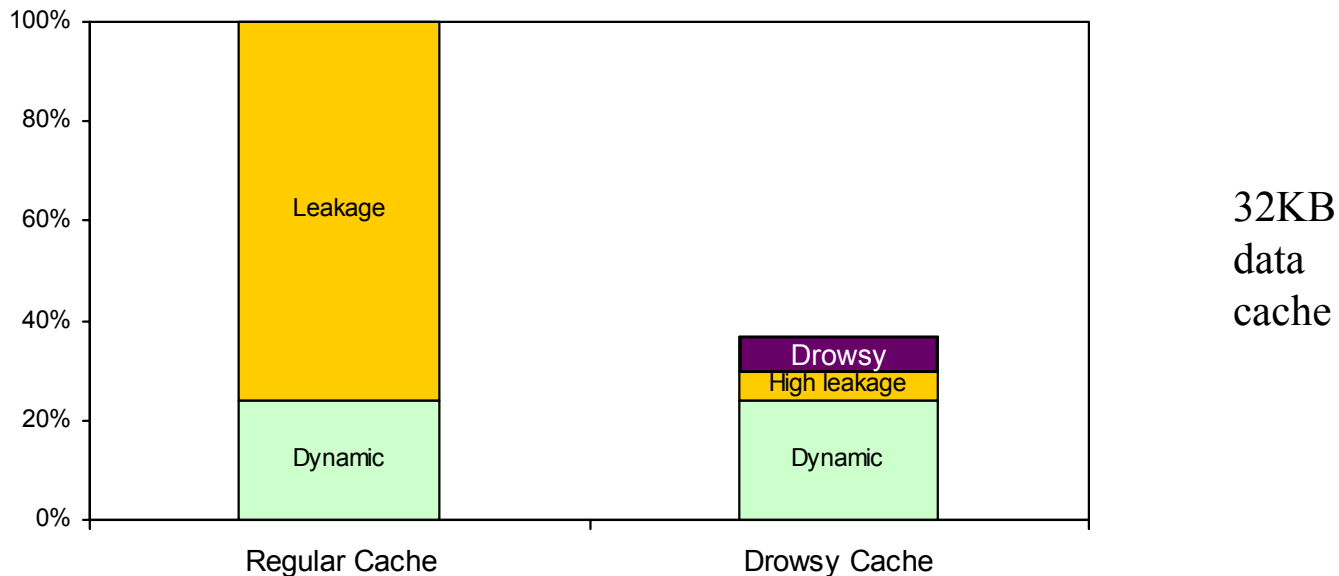 100%
80%
60%
40%
20%
0%
Leakage
Dynamic
Drowsy
High leakage
Dynamic
Regular Cache
Drowsy Cache
32KB
data
cache